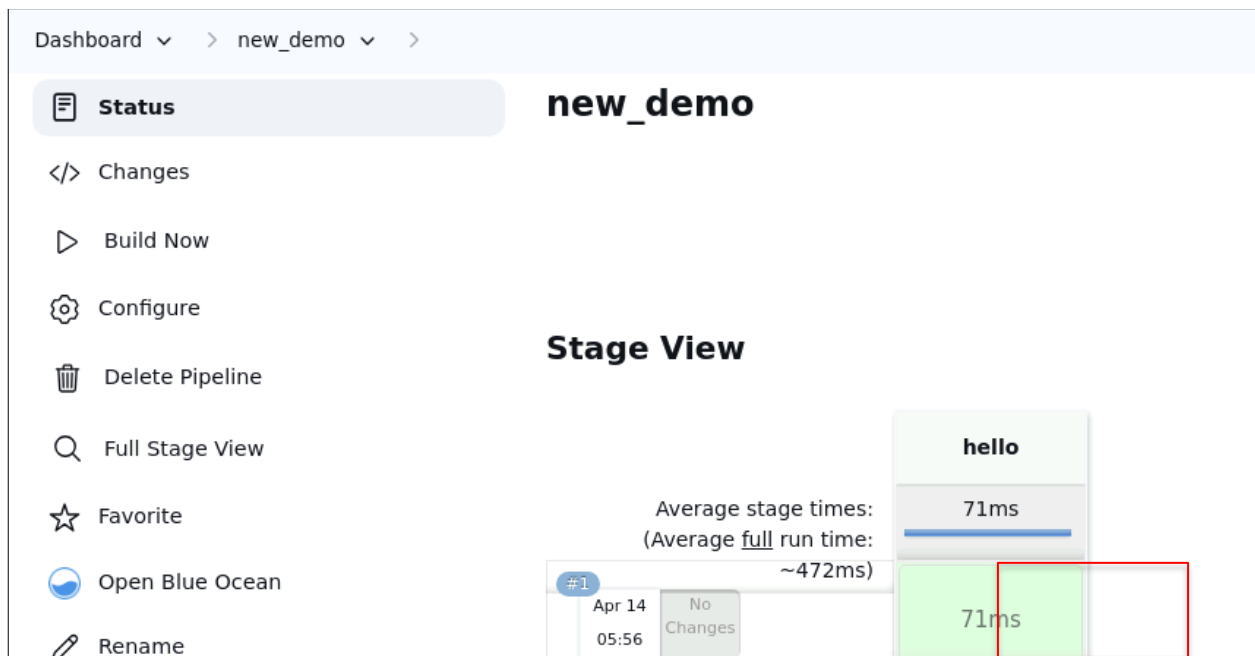 Dashboard new_demo
Status
Changes
Build Now
Configure
Delete Pipeline
Full Stage View
Favorite
Open Blue Ocean
Rename
new_demo
Stage View
hello
Average stage times:
(Average full run time:
~472ms)
71ms
#1
Apr 14
05:56
No
Changes
71ms